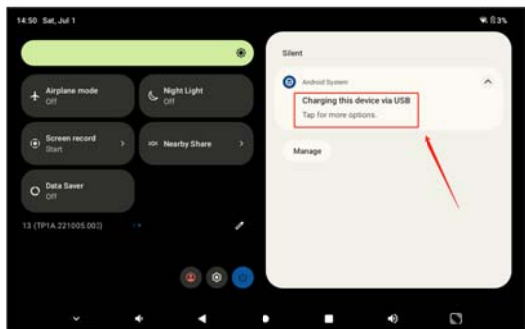 14:50 Sat, Jul 1
3%
Airplane mode
Off
Night Light
Off
Screen record
Start
Nearby Share
Data Saver
Off
13 (TP1A.221005.003)
Silent
Android System
Charging this device via USB
Tap for more options.
Manage